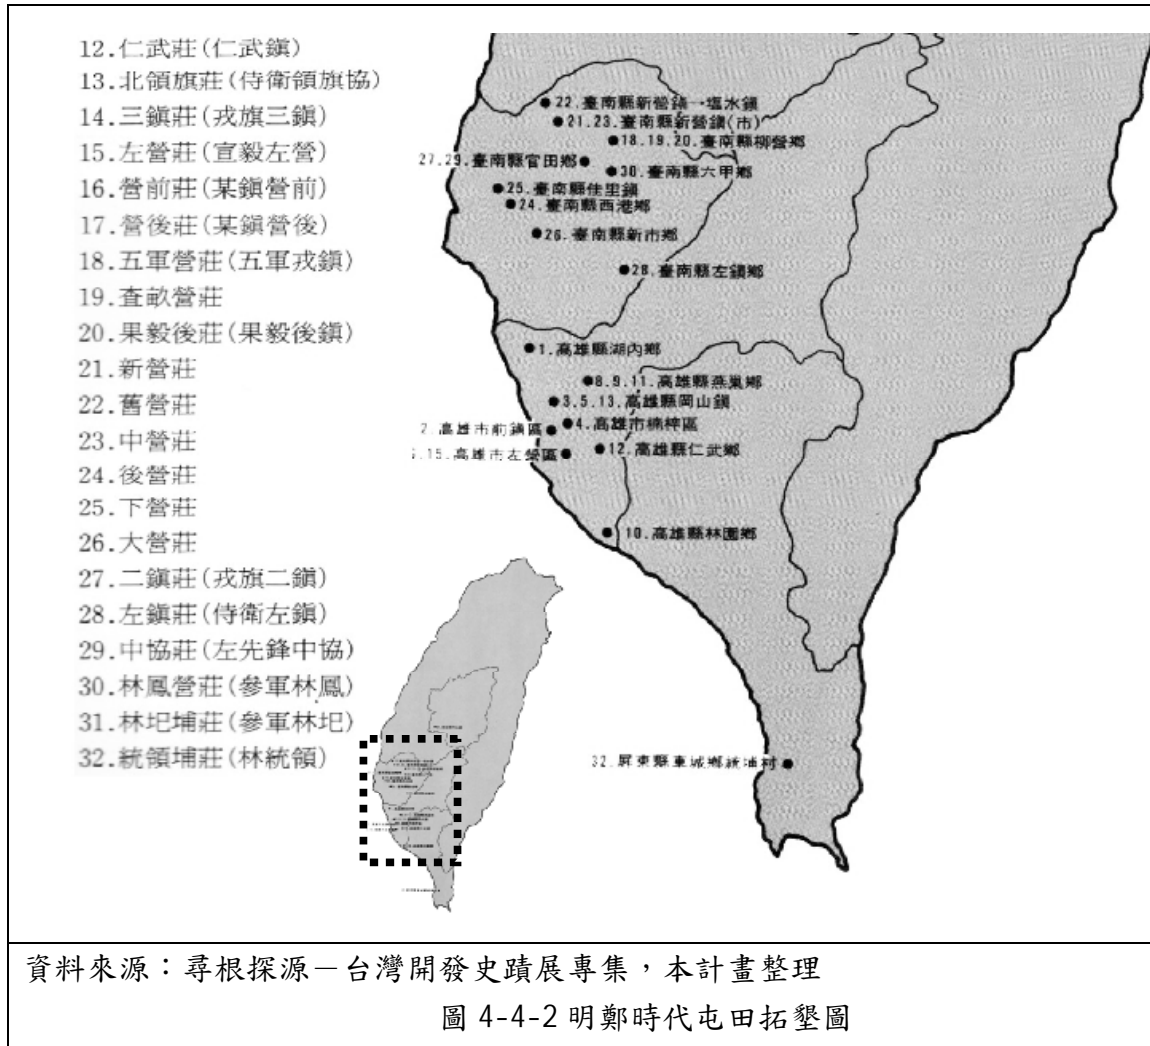 12.仁武莊(仁武鎮)
13.北領旗莊(侍衛領旗協)
14.三鎮莊(戎旗三鎮)
15.左營莊(宣毅左營)
16.營前莊(某鎮營前)
17.營後莊(某鎮營後)
18.五軍營莊(五軍戎鎮)
19.查畝營莊
20.果毅後莊(果毅後鎮)
21.新營莊
22.舊營莊
23.中營莊
24.後營莊
25.下營莊
26.大營莊
27.二鎮莊(戎旗二鎮)
28.左鎮莊(侍衛左鎮)
29.中協莊(左先鋒中協)
30.林鳳營莊(參軍林鳳)
31.林圯埔莊(參軍林圯)
32.統領埔莊(林統領)
22.臺南縣新營鎮→塩水鎮
21.23.臺南縣新營鎮(市)
18.19.20.臺南縣柳營鄉
27.29.臺南縣官田鄉
30.臺南縣六甲鄉
25.臺南縣佳里鎮
24.臺南縣西港鄉
26.臺南縣新市鄉
28.臺南縣左鎮鄉
1.高雄縣湖內鄉
8.9.11.高雄縣燕巢鄉
3.5.13.高雄縣岡山鎮
4.高雄市楠梓區
2.高雄市前鎮區
12.高雄縣仁武鄉
15.高雄市左營區
10.高雄縣林園鄉
32.屏東縣車城鄉統埔村
資料來源：尋根探源－台灣開發史蹟展專集，本計畫整理
圖 4-4-2 明鄭時代屯田拓墾圖